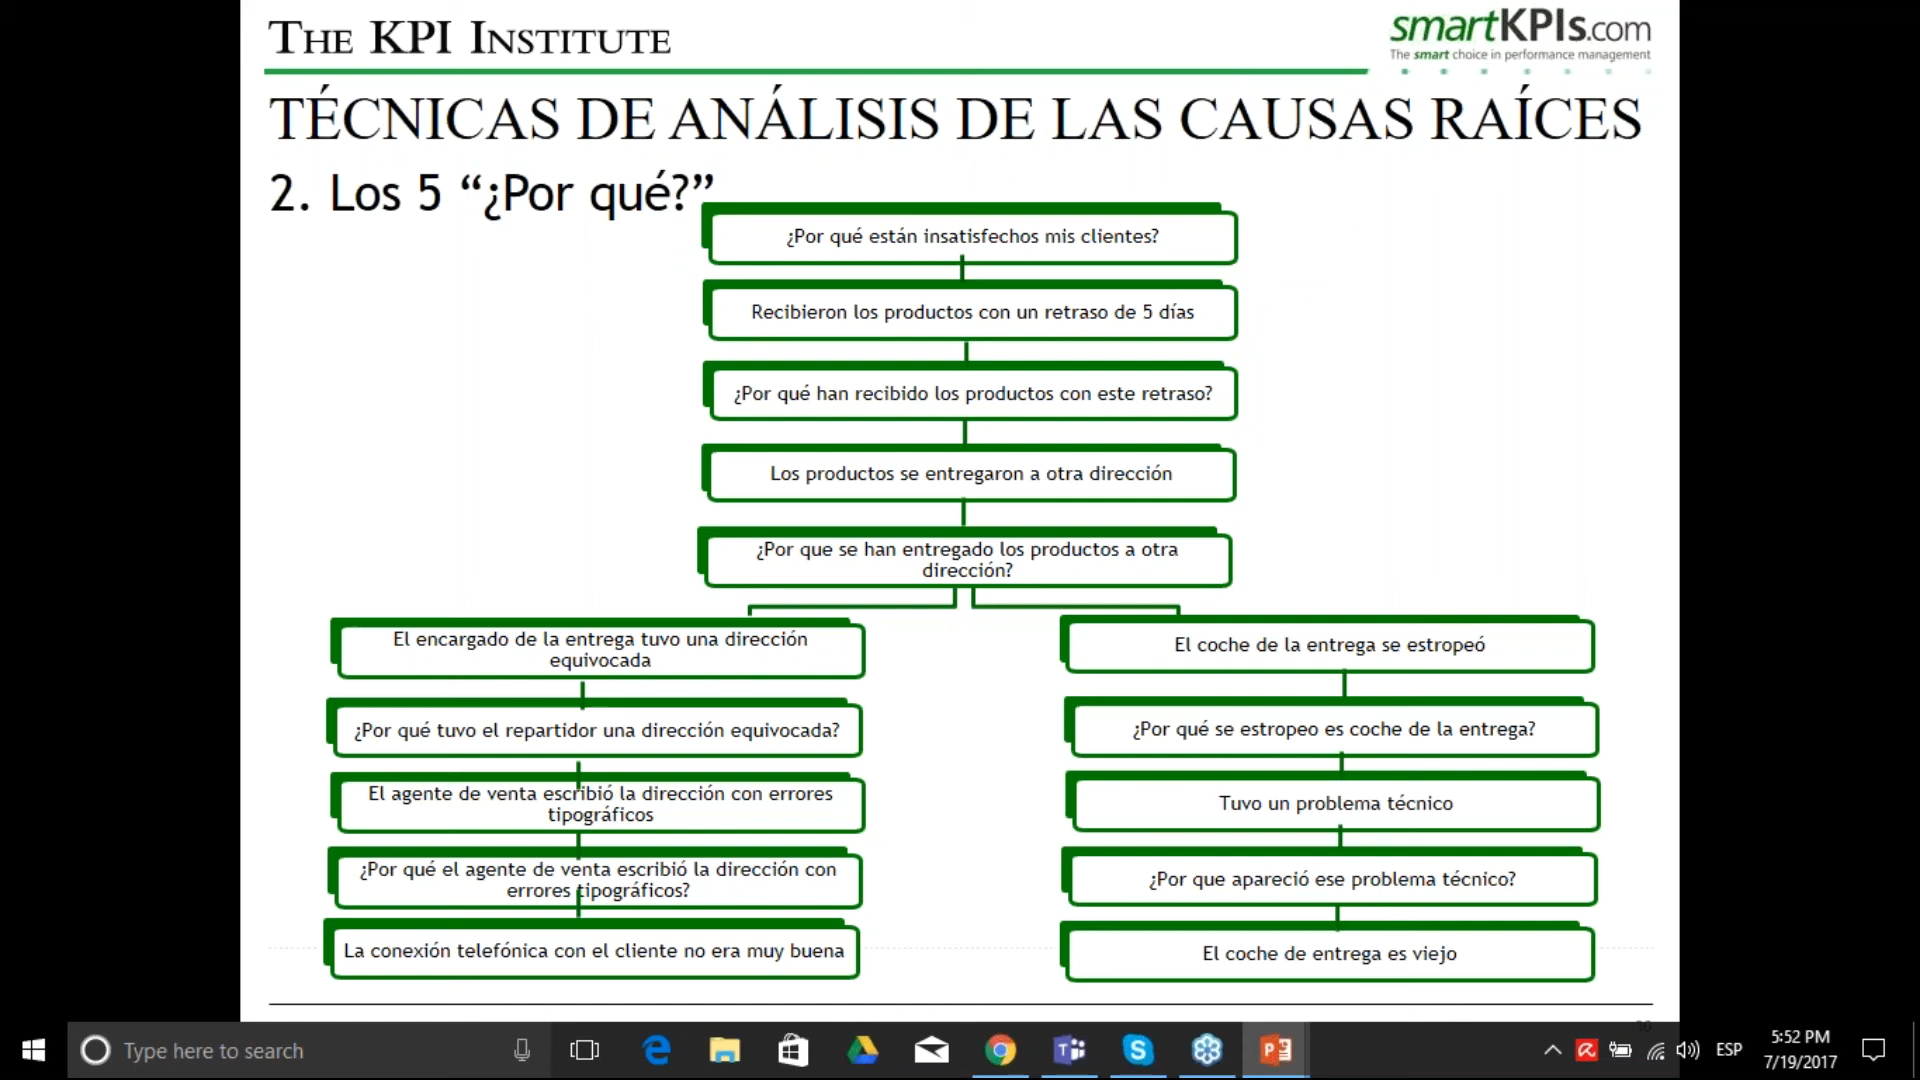 THE KPI INSTITUTE
smartKPIs.com
The smart choice in performance management
TÉCNICAS DE ANÁLISIS DE LAS CAUSAS RAÍCES
2. Los 5 “¿Por qué?”
¿Por qué están insatisfechos mis clientes?
Recibieron los productos con un retraso de 5 días
¿Por qué han recibido los productos con este retraso?
Los productos se entregaron a otra dirección
¿Por que se han entregado los productos a otra
dirección?
El encargado de la entrega tuvo una dirección
equivocada
¿Por qué tuvo el repartidor una dirección equivocada?
El agente de venta escribió la dirección con errores
tipográficos
¿Por qué el agente de venta escribió la dirección con
errores tipográficos?
La conexión telefónica con el cliente no era muy buena
El coche de la entrega se estropeó
¿Por qué se estropeo es coche de la entrega?
Tuvo un problema técnico
¿Por que apareció ese problema técnico?
El coche de entrega es viejo
Type here to search
ESP
5:52 PM
7/19/2017